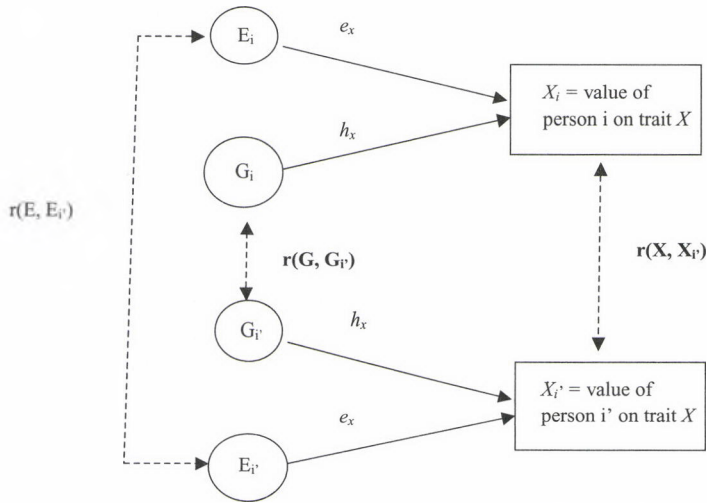 E_i
e_x
X_i = value of
person i on trait X
h_x
G_i
r(E, E_i')
r(G, G_i')
r(X, X_i')
G_i'
h_x
X_i' = value of
person i' on trait X
e_x
E_i'